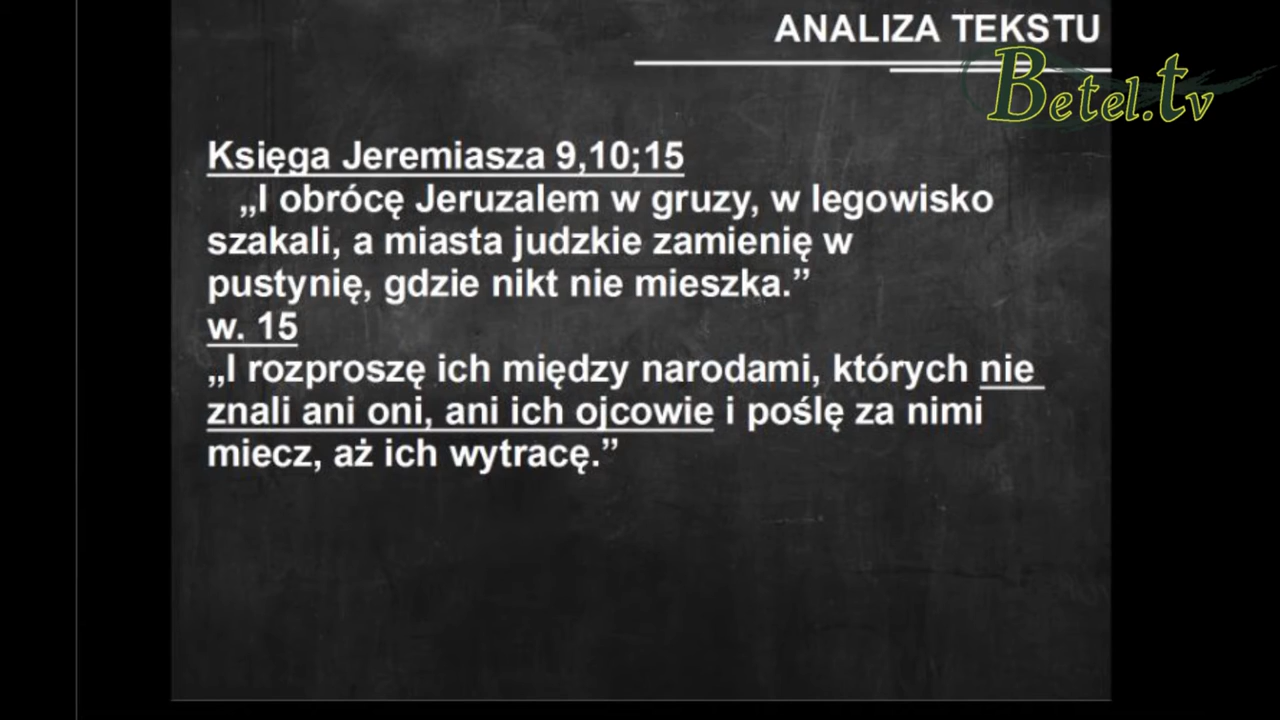 ANALIZA TEKSTU
Betel.tv
Księga Jeremiasza 9,10;15
„I obrócę Jeruzalem w gruzy, w legowisko
szakali, a miasta judzkie zamienię w
pustynię, gdzie nikt nie mieszka.”
w. 15
„I rozproszę ich między narodami, których nie
znali ani oni, ani ich ojcowie i poślę za nimi
miecz, aż ich wytracę.”